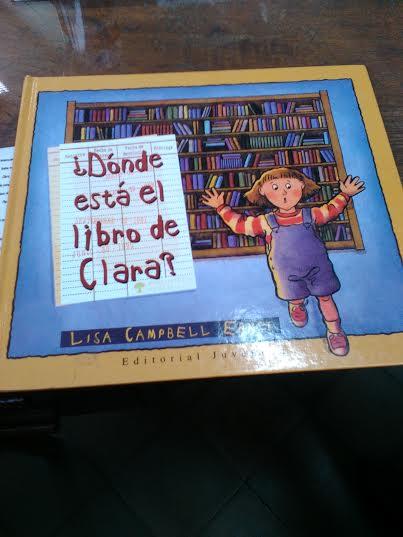 ¿Dónde
está el
libro de
Clara?
LISA CAMPBELL
Editorial